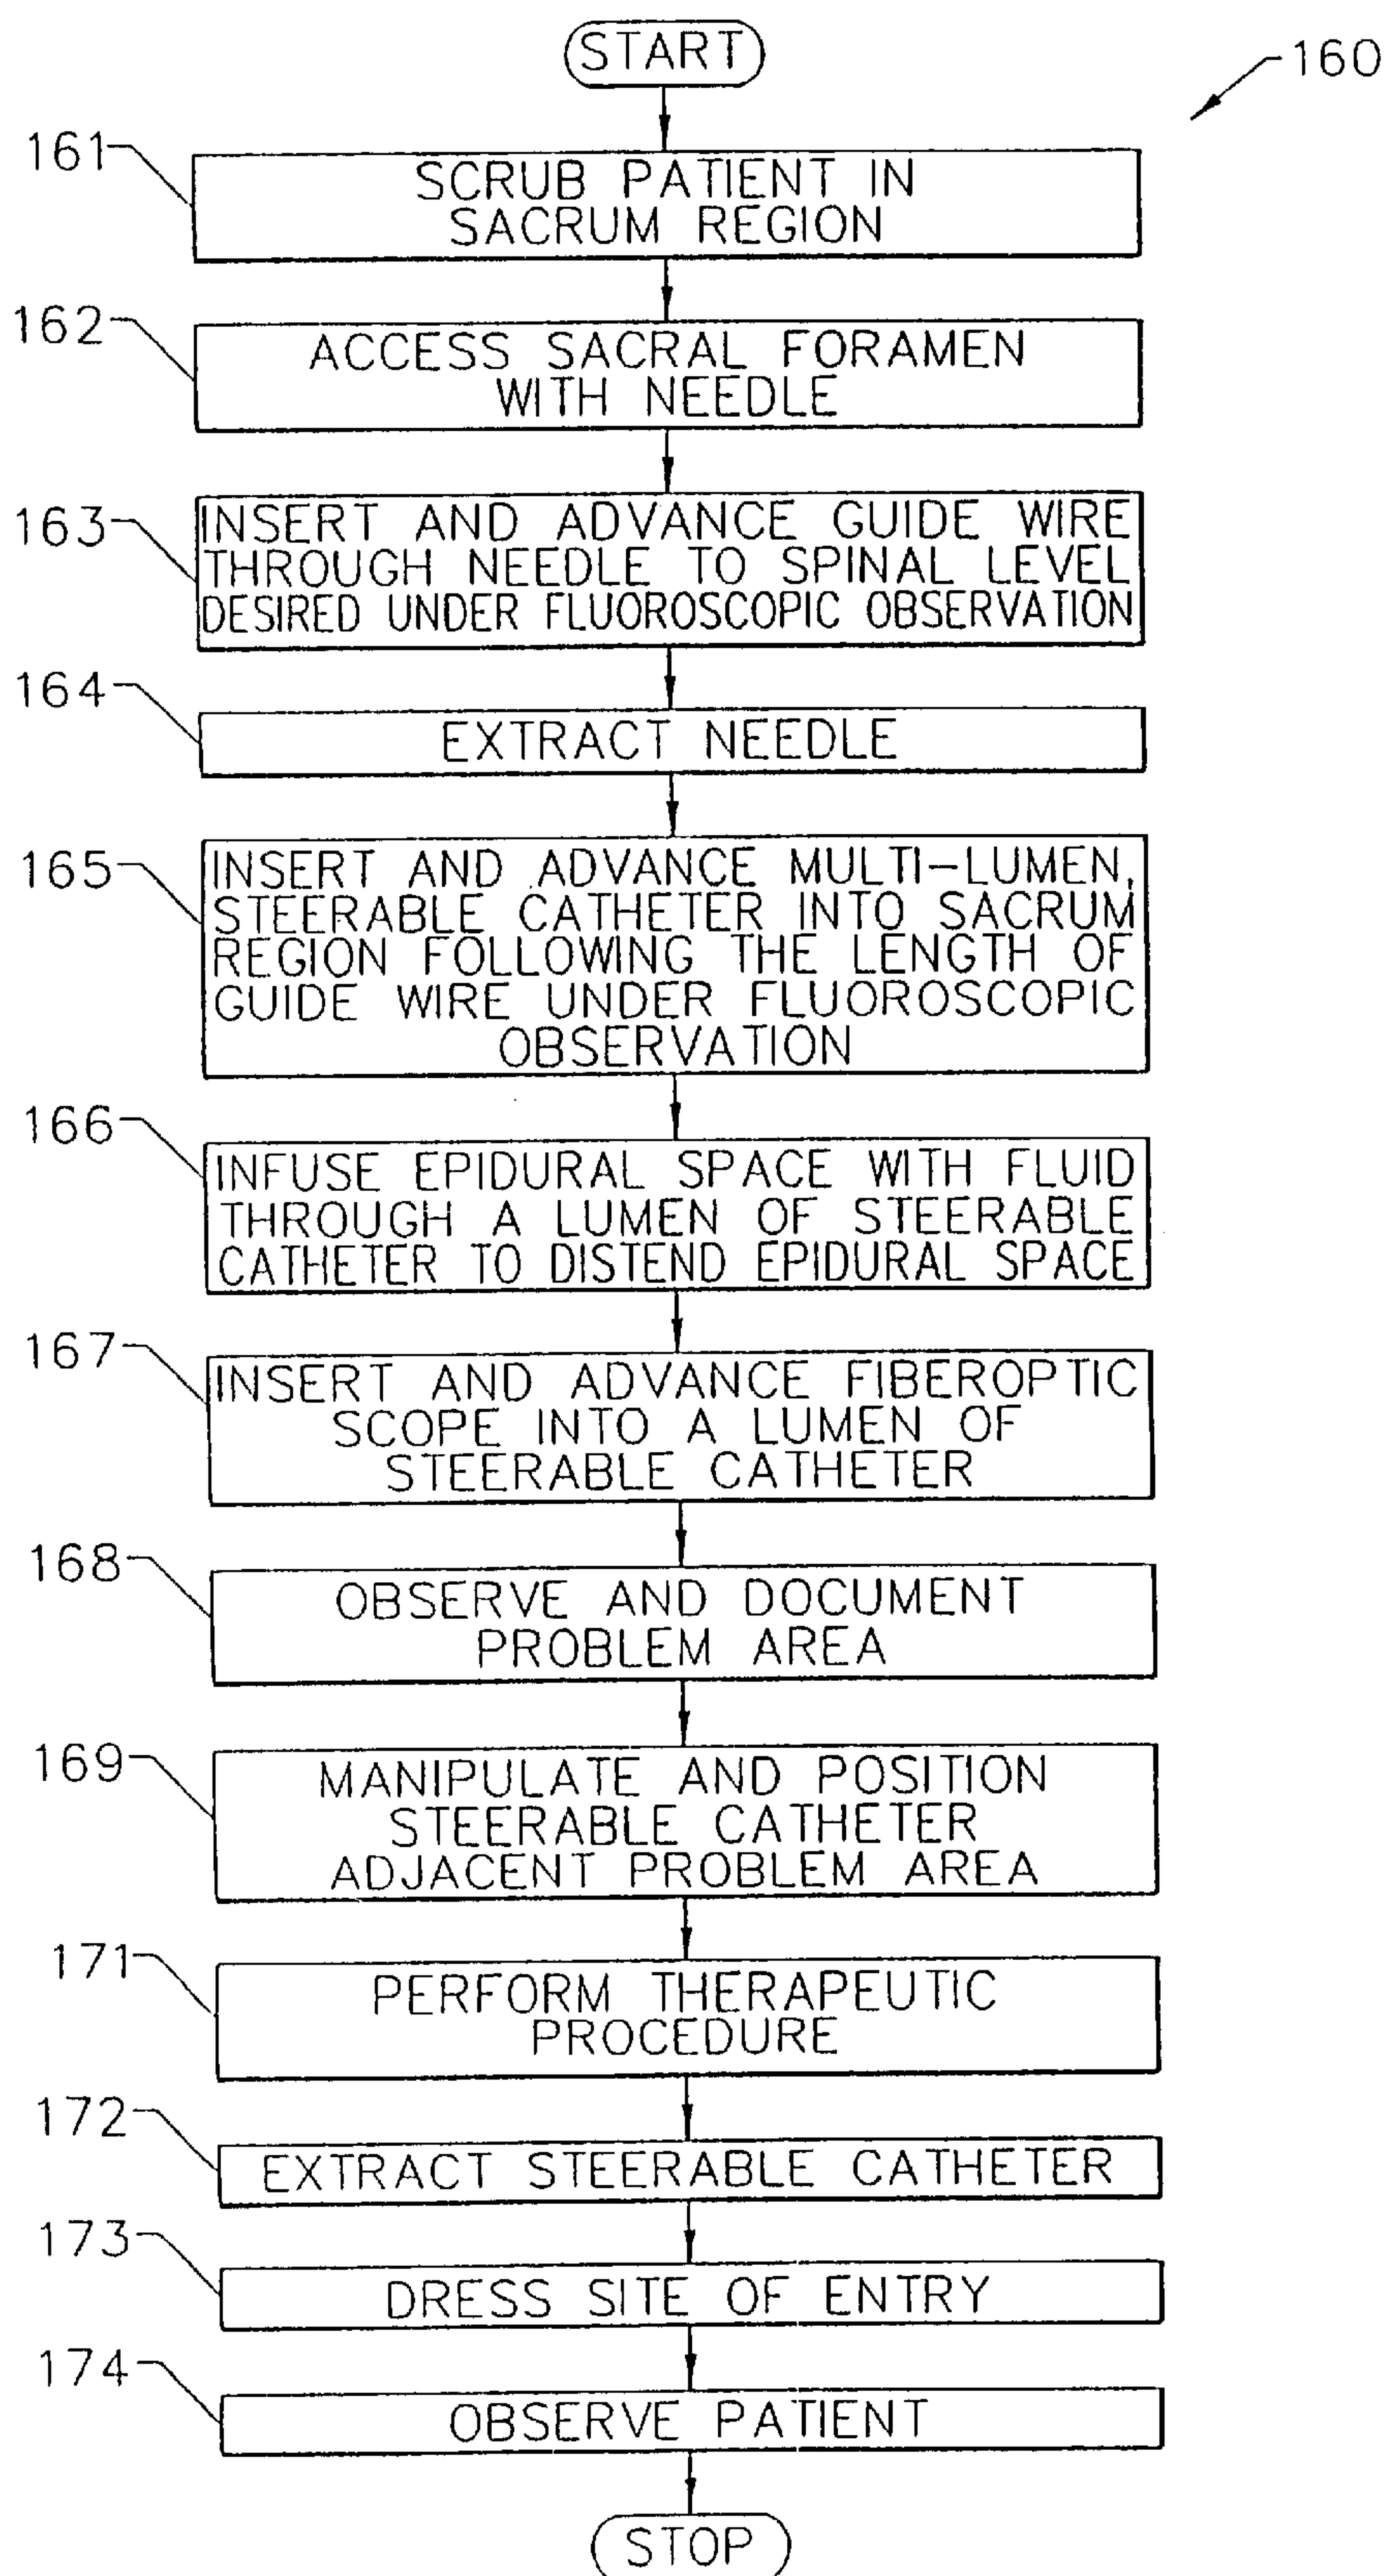 START
160
161
SCRUB PATIENT IN
SACRUM REGION
162
ACCESS SACRAL FORAMEN
WITH NEEDLE
163
INSERT AND ADVANCE GUIDE WIRE
THROUGH NEEDLE TO SPINAL LEVEL
DESIRED UNDER FLUOROSCOPIC OBSERVATION
164
EXTRACT NEEDLE
165
INSERT AND ADVANCE MULTI-LUMEN,
STEERABLE CATHETER INTO SACRUM
REGION FOLLOWING THE LENGTH OF
GUIDE WIRE UNDER FLUOROSCOPIC
OBSERVATION
166
INFUSE EPIDURAL SPACE WITH FLUID
THROUGH A LUMEN OF STEERABLE
CATHETER TO DISTEND EPIDURAL SPACE
167
INSERT AND ADVANCE FIBEROPTIC
SCOPE INTO A LUMEN OF
STEERABLE CATHETER
168
OBSERVE AND DOCUMENT
PROBLEM AREA
169
MANIPULATE AND POSITION
STEERABLE CATHETER
ADJACENT PROBLEM AREA
171
PERFORM THERAPEUTIC
PROCEDURE
172
EXTRACT STEERABLE CATHETER
173
DRESS SITE OF ENTRY
174
OBSERVE PATIENT
STOP